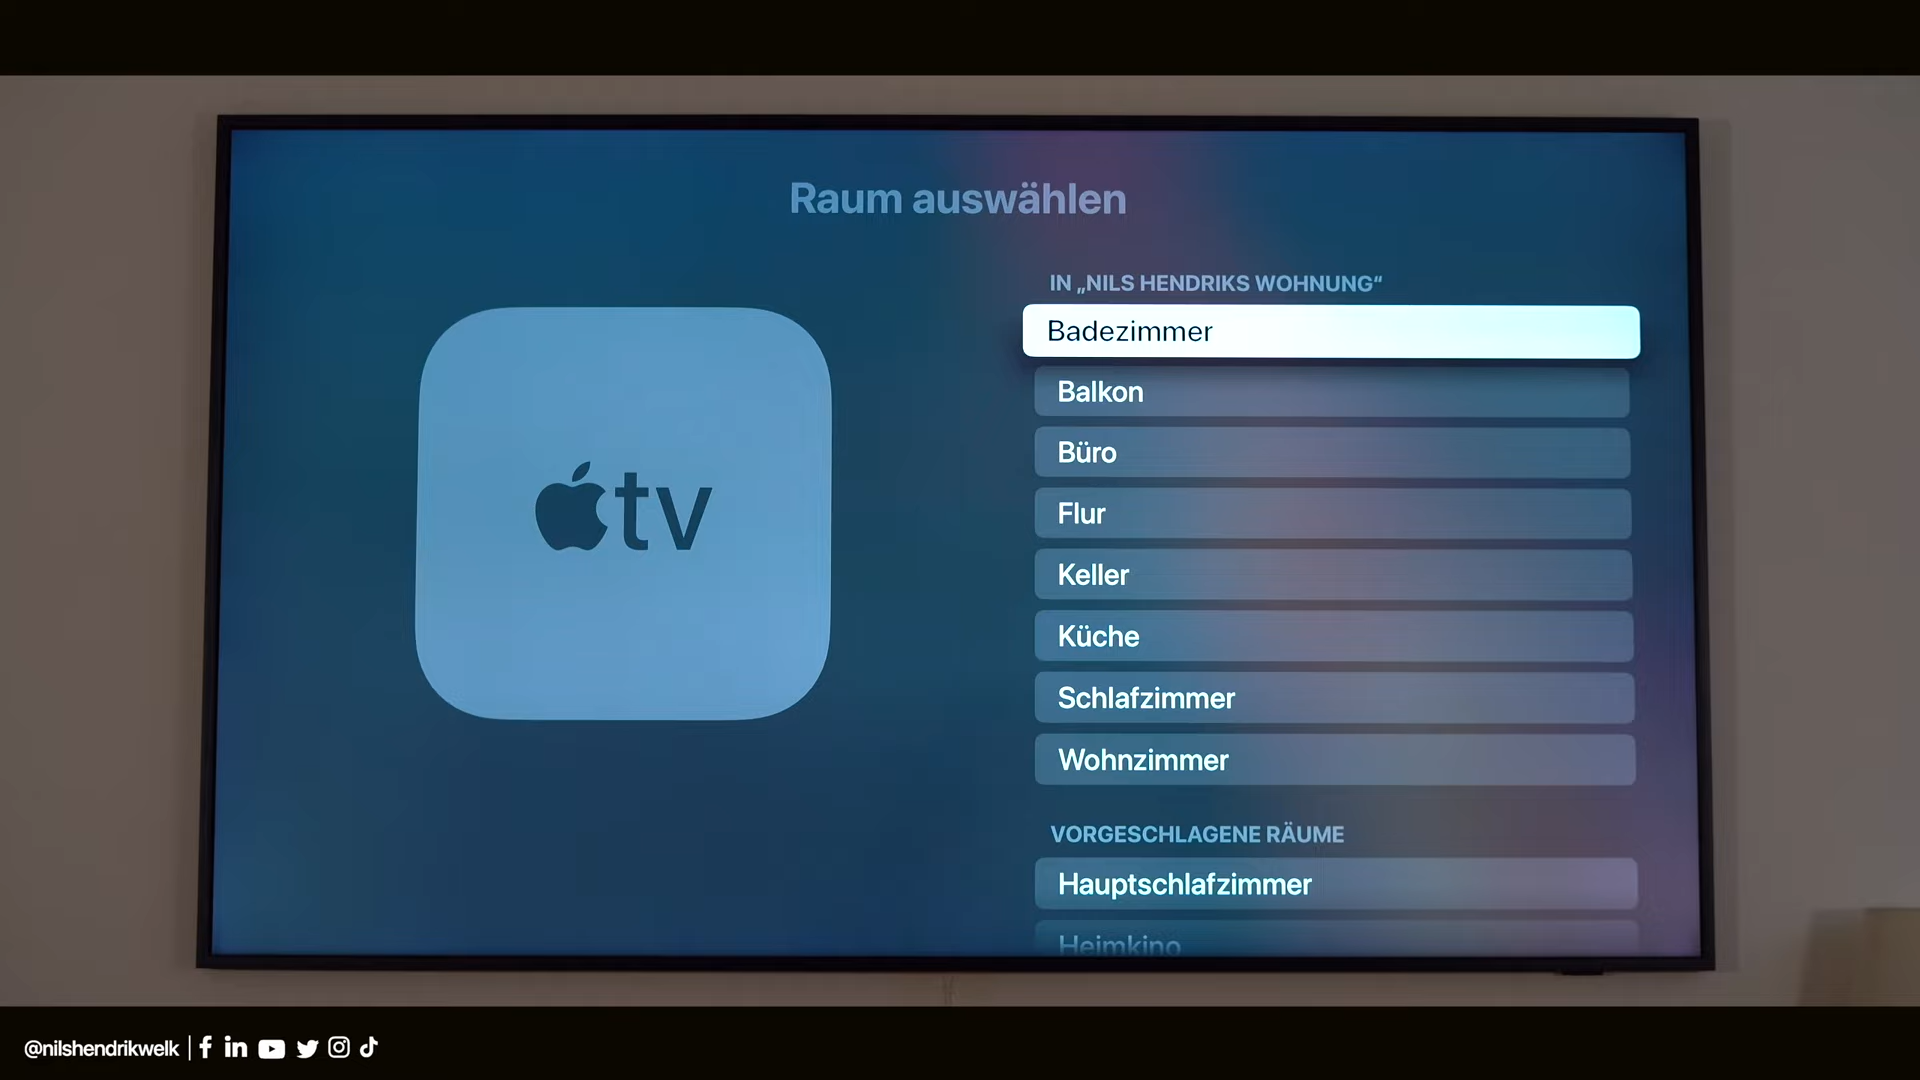 Raum auswählen
IN „NILS HENDRIKS WOHNUNG“
Badezimmer
Balkon
Büro
Flur
Keller
Küche
Schlafzimmer
Wohnzimmer
VORGESCHLAGENE RÄUME
Hauptschlafzimmer
Heimkino
tv
@nilshendrikwelk